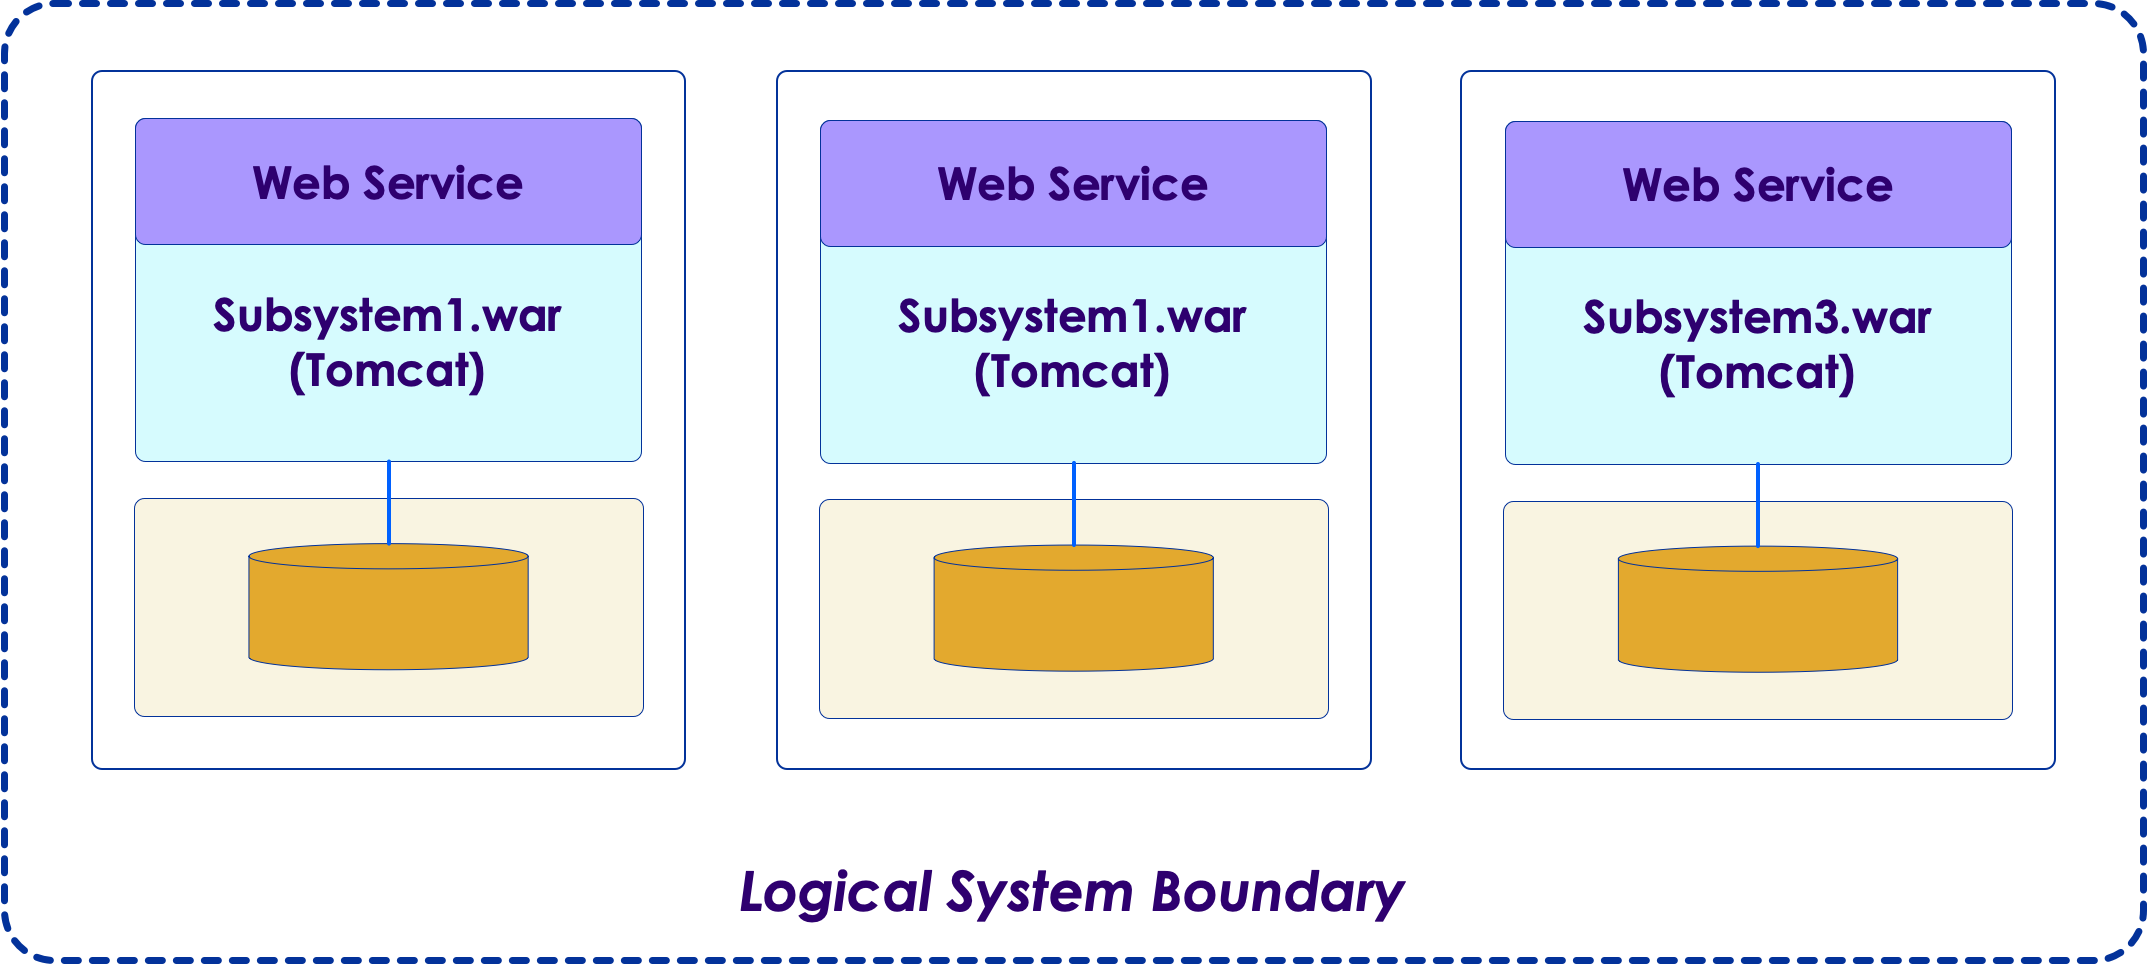 Web Service
Subsystem1.war
(Tomcat)
Web Service
Subsystem1.war
(Tomcat)
Web Service
Subsystem3.war
(Tomcat)
Logical System Boundary